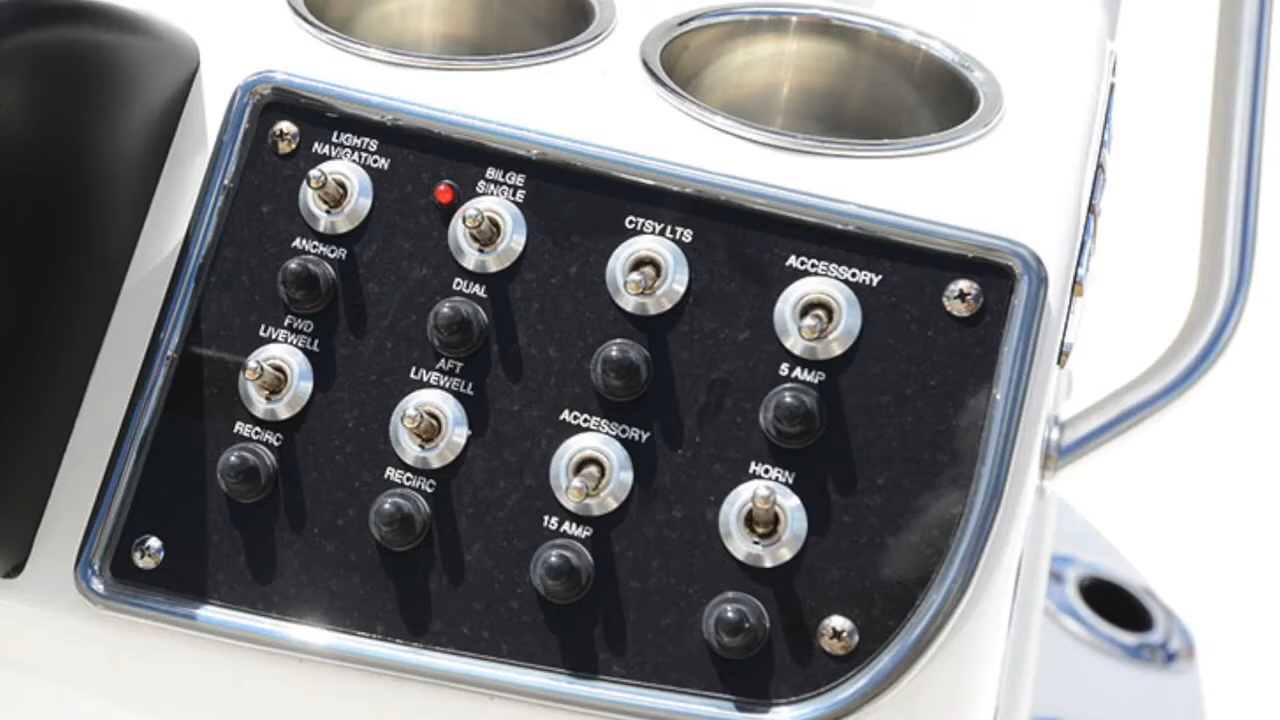 LIGHTS
NAVIGATION
ANCHOR
BILGE
SINGLE
DUAL
CTSY LTS
ACCESSORY
5 AMP
FWD
LIVEWELL
RECIRC
AFT
LIVEWELL
RECIRC
ACCESSORY
15 AMP
HORN